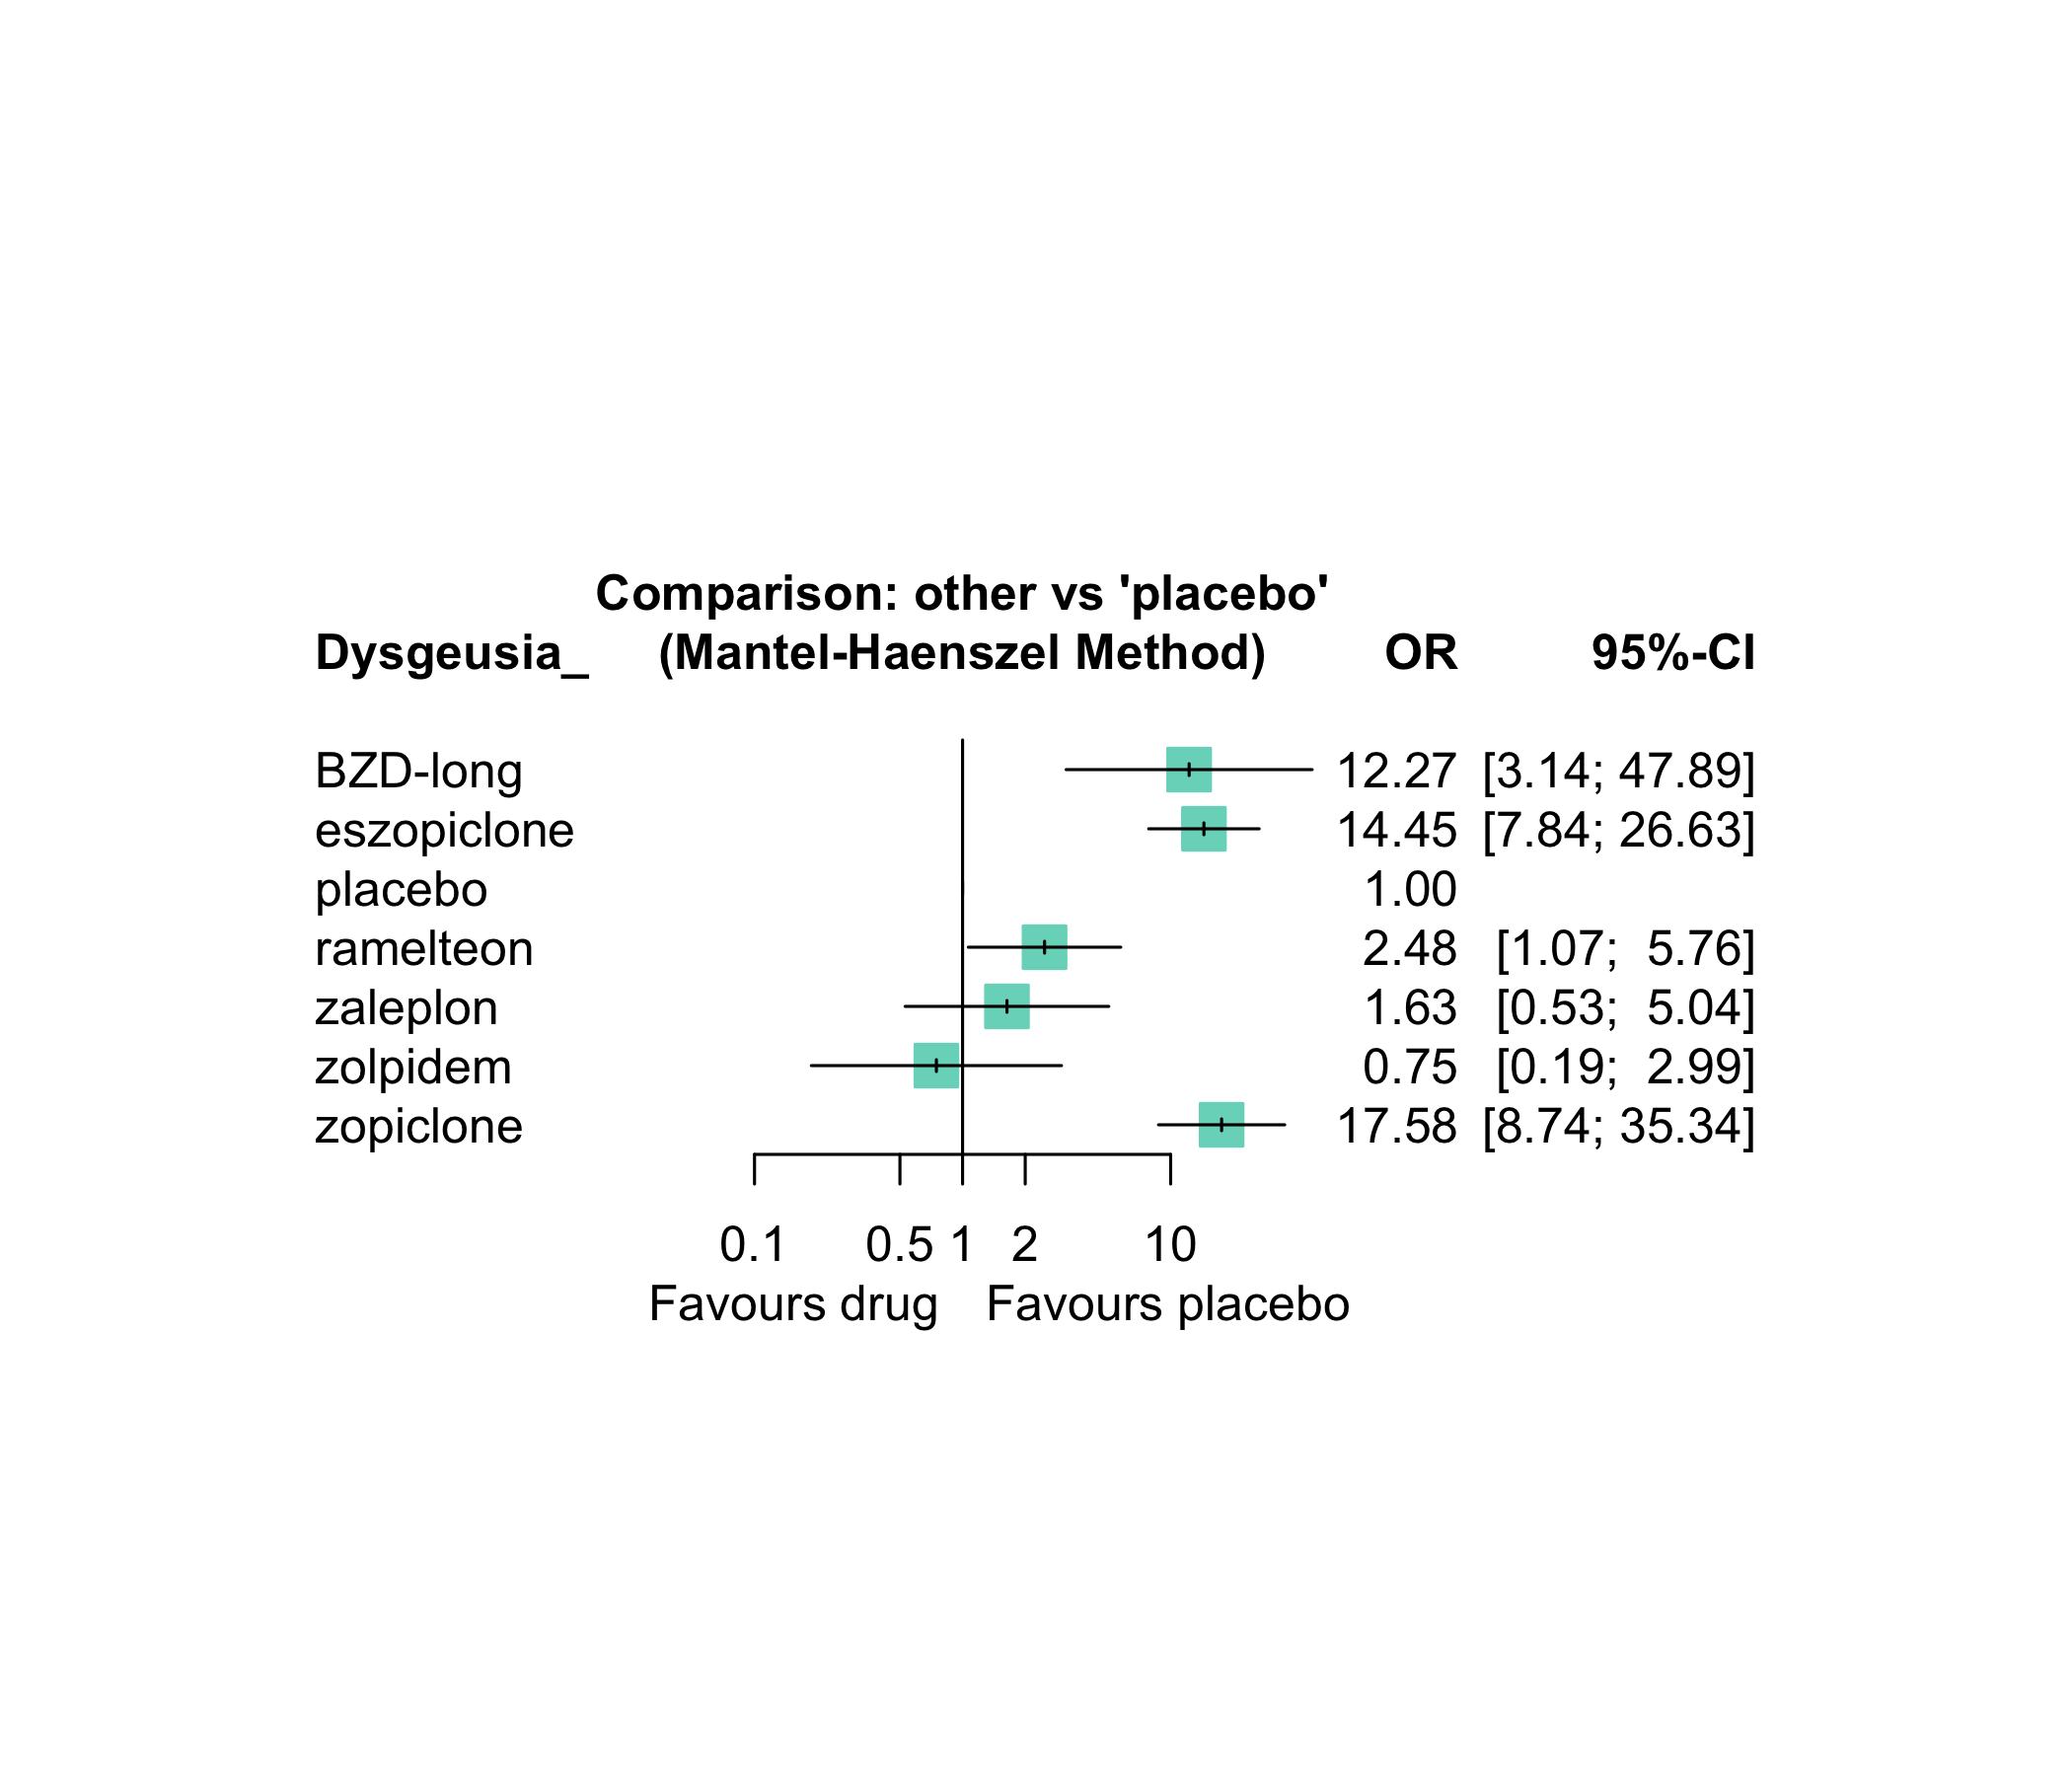 Comparison: other vs 'placebo'
Dysgeusia_ (Mantel-Haenszel Method) OR 95%-CI
BZD-long 12.27 [3.14; 47.89]
eszopiclone 14.45 [7.84; 26.63]
placebo 1.00
ramelteon 2.48 [1.07; 5.76]
zaleplon 1.63 [0.53; 5.04]
zolpidem 0.75 [0.19; 2.99]
zopiclone 17.58 [8.74; 35.34]
0.1 0.5 1 2 10
Favours drug Favours placebo